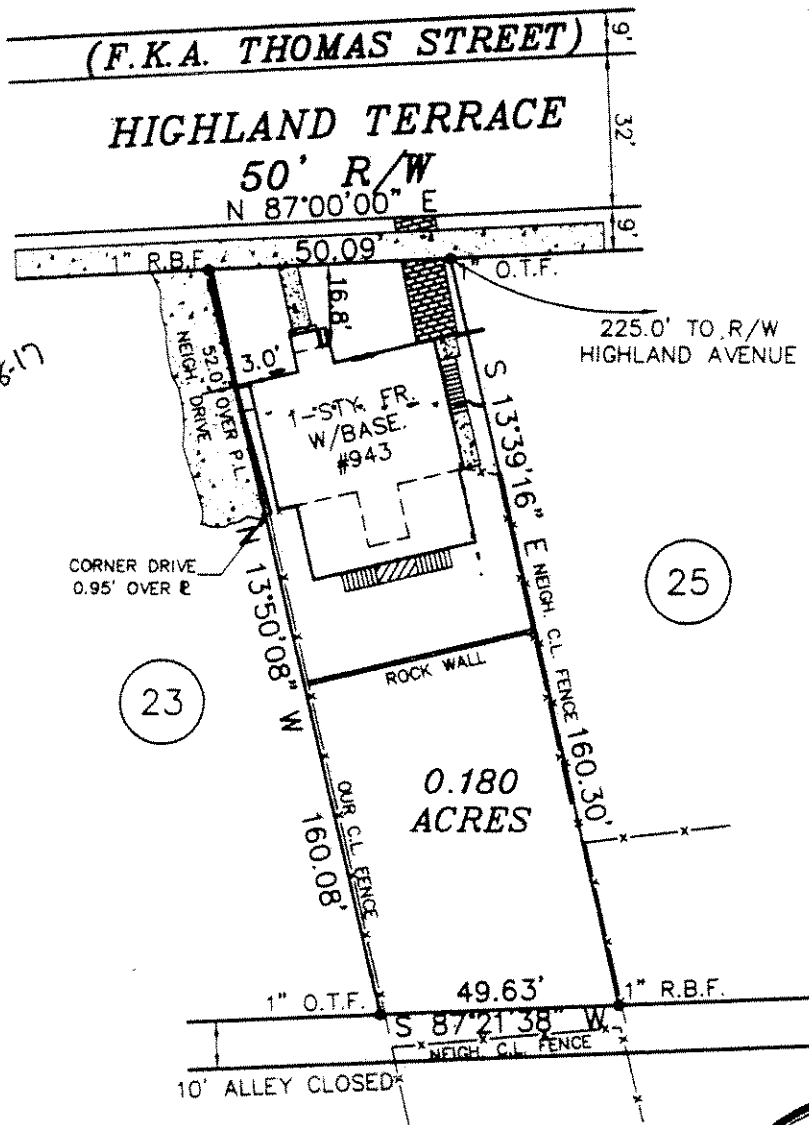 (F.K.A. THOMAS STREET)
9'
HIGHLAND TERRACE
32'
50' R/W
N 87°00'00" E
9'
1" R.B.F.
50.09'
1" O.T.F.
16.8'
225.0' TO R/W
HIGHLAND AVENUE
3.0'
52.0' OVER P.L.
NEIGH. DRIVE
1-STY. FR.
W/BASE.
#943
S 13°39'16" E
160.30'
NEIGH. C.L. FENCE
CORNER DRIVE
0.95' OVER ⅊
N 13°50'08" W
160.08'
25
23
ROCK WALL
0.180
ACRES
OUR C.L. FENCE
1" O.T.F.
49.63'
1" R.B.F.
S 87°21'38" W
NEIGH. C.L. FENCE
10' ALLEY CLOSED